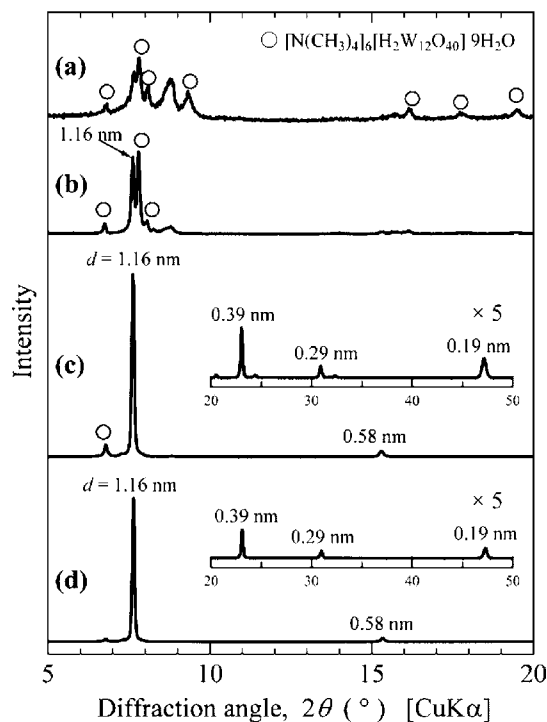 ○ [N(CH3)4]6[H2W12O40] 9H2O
(a)
1.16 nm
(b)
d = 1.16 nm
× 5
0.39 nm
0.29 nm
0.19 nm
(c)
20 30 40 50
0.58 nm
d = 1.16 nm
× 5
0.39 nm
0.29 nm
0.19 nm
(d)
20 30 40 50
0.58 nm
Intensity
5 10 15 20
Diffraction angle, 2θ (°) [CuKα]